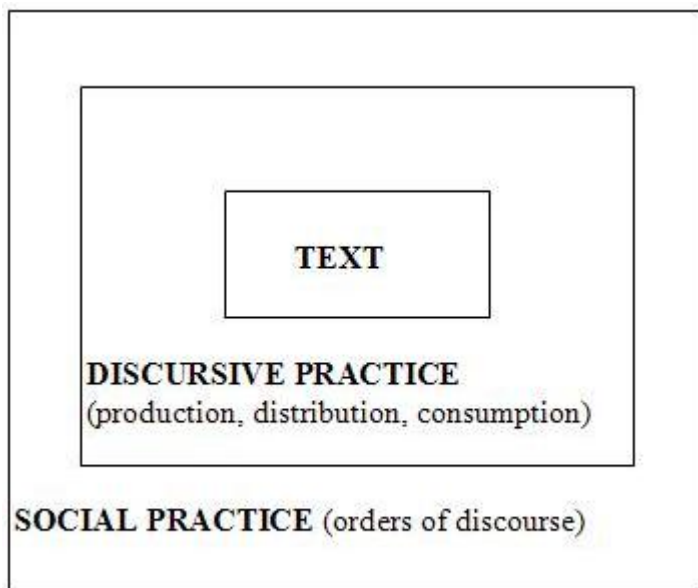 TEXT
DISCURSIVE PRACTICE
(production, distribution, consumption)
SOCIAL PRACTICE (orders of discourse)